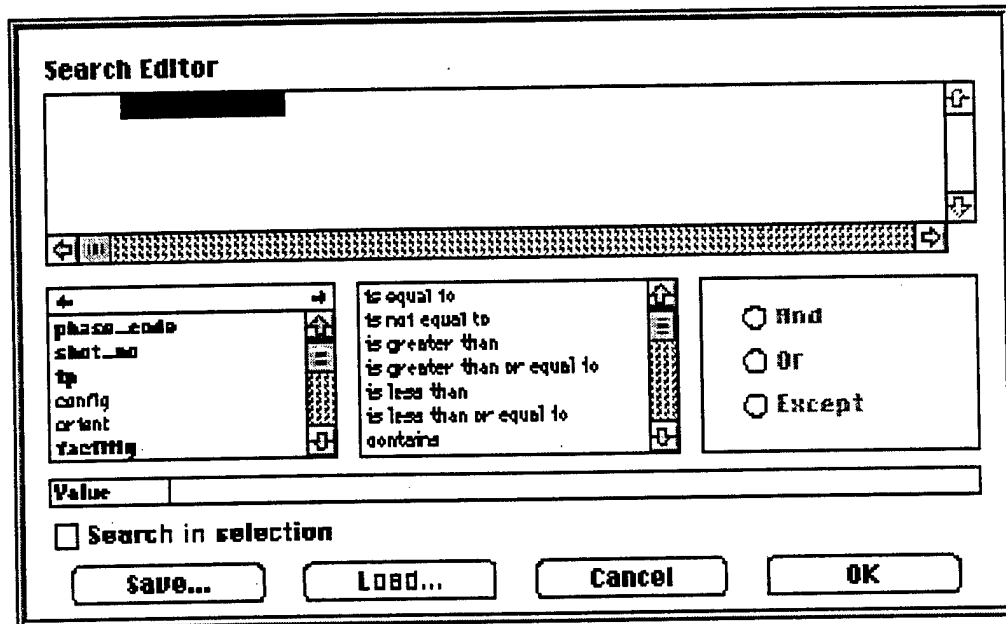 Search Editor
phase_code
shot_no
tp
config
orient
facility
is equal to
is not equal to
is greater than
is greater than or equal to
is less than
is less than or equal to
contains
And
Or
Except
Value
Search in selection
Save...
Load...
Cancel
OK